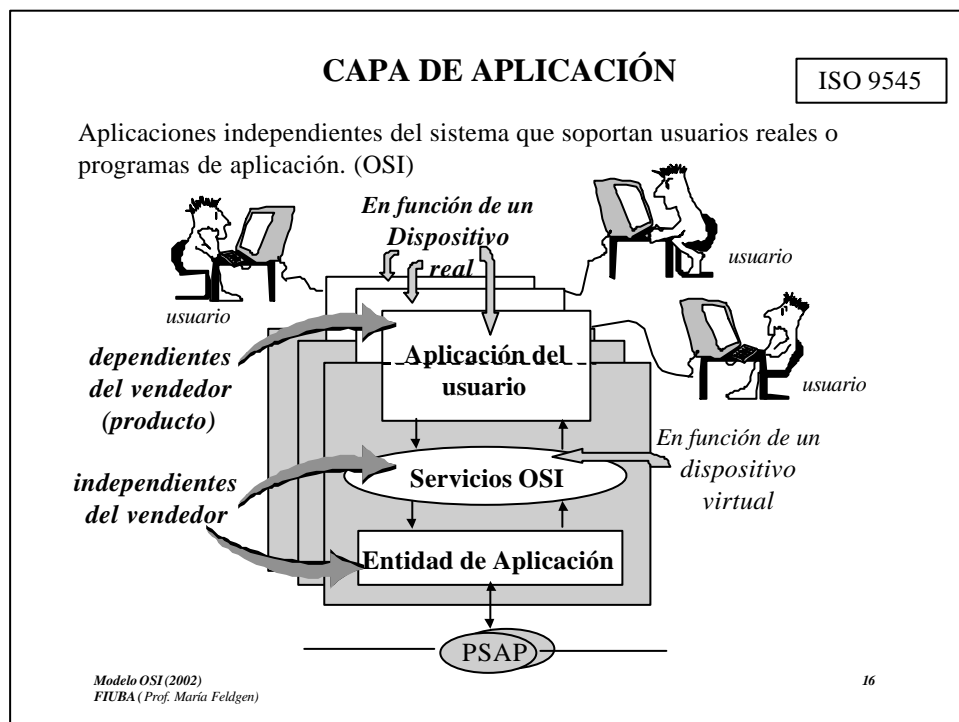 CAPA DE APLICACIÓN
ISO 9545
Aplicaciones independientes del sistema que soportan usuarios reales o
programas de aplicación. (OSI)
En función de un
Dispositivo
real
usuario
usuario
usuario
dependientes
del vendedor
(producto)
Aplicación del
usuario
En función de un
dispositivo
virtual
Servicios OSI
independientes
del vendedor
Entidad de Aplicación
PSAP
Modelo OSI (2002)
FIUBA ( Prof. María Feldgen)
16